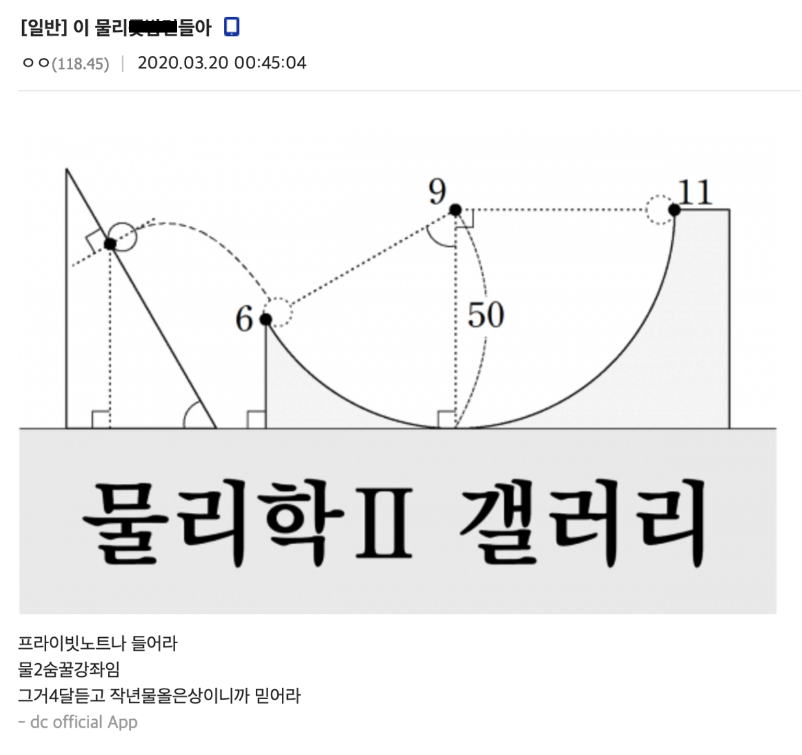 [일반] 이 물리들아
ㅇㅇ(118.45) | 2020.03.20 00:45:04
9
11
6
50
물리학Ⅱ 갤러리
프라이빗노트나 들어라
물2숨꿀강좌임
그거4달듣고 작년물올은상이니까 믿어라
- dc official App